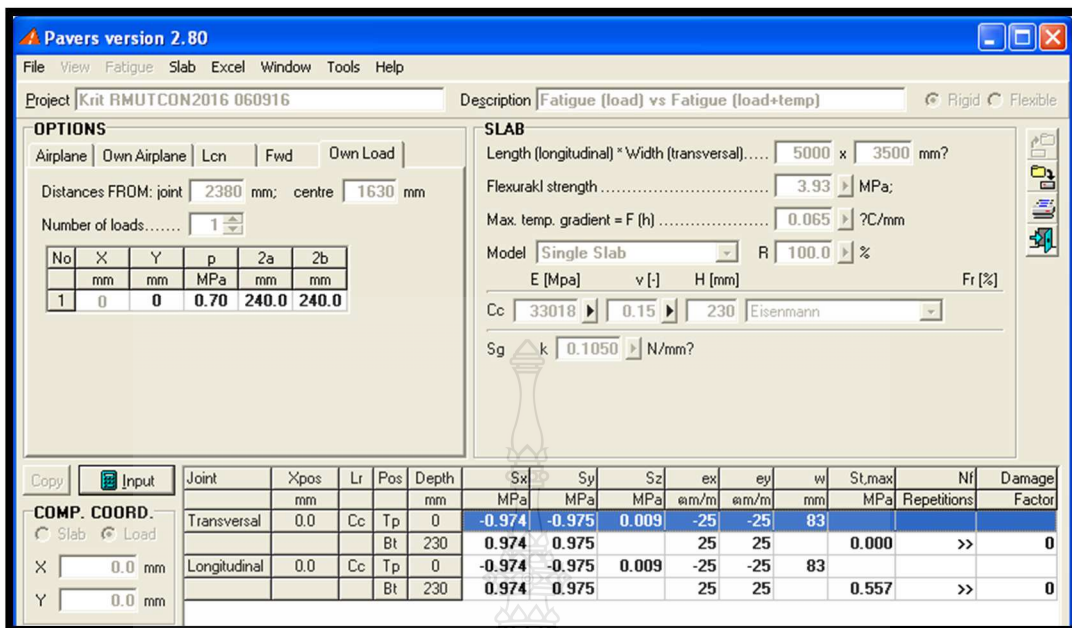 Pavers version 2.80
File View Fatigue Slab Excel Window Tools Help
Project Krit RMUTCON2016 060916 Description Fatigue (load) vs Fatigue (load+temp) Rigid Flexible
OPTIONS
Airplane Own Airplane Lcn Fwd Own Load
Distances FROM: joint 2380 mm; centre 1630 mm
Number of loads....... 1
No X Y p 2a 2b
mm mm MPa mm mm
1 0 0 0.70 240.0 240.0
SLAB
Length (longitudinal) * Width (transversal)..... 5000 x 3500 mm?
Flexurakl strength ................................ 3.93 MPa;
Max. temp. gradient = F (h) ....................... 0.065 ?C/mm
Model Single Slab R 100.0 %
E [Mpa] v [-] H [mm] Fr [%]
Cc 33018 0.15 230 Eisenmann
Sg k 0.1050 N/mm?
Copy Input
COMP. COORD.
Slab Load
X 0.0 mm
Y 0.0 mm
Joint Xpos Lr Pos Depth Sx Sy Sz ex ey w St,max Nf Damage
mm mm MPa MPa MPa ฒm/m ฒm/m mm MPa Repetitions Factor
Transversal 0.0 Cc Tp 0 -0.974 -0.975 0.009 -25 -25 83
Bt 230 0.974 0.975 25 25 0.000 >> 0
Longitudinal 0.0 Cc Tp 0 -0.974 -0.975 0.009 -25 -25 83
Bt 230 0.974 0.975 25 25 0.557 >> 0